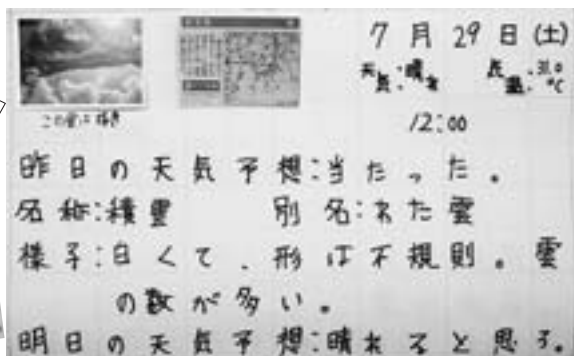 7月29日(土)
天気:晴れ 気温:31.0℃
この雲は積雲
12:00
昨日の天気予想:当たった。
名称:積雲 別名:わた雲
様子:白くて、形は不規則。雲
の数が多い。
明日の天気予想:晴れると思う。